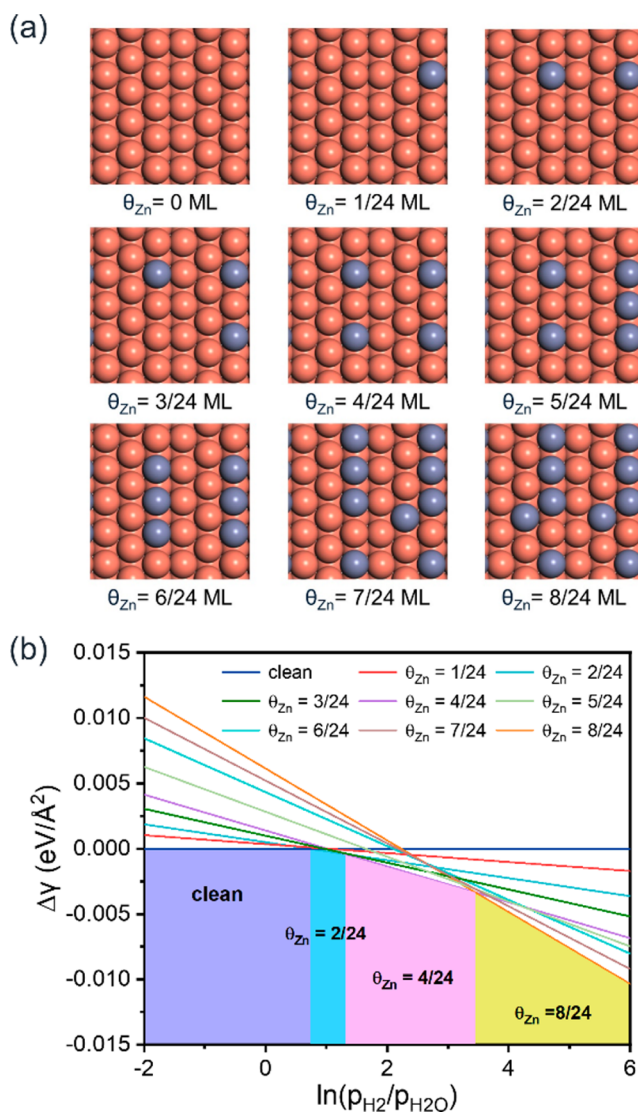 (a)
θZn= 0 ML
θZn= 1/24 ML
θZn= 2/24 ML
θZn= 3/24 ML
θZn= 4/24 ML
θZn= 5/24 ML
θZn= 6/24 ML
θZn= 7/24 ML
θZn= 8/24 ML
(b)
0.015
0.010
0.005
0.000
-0.005
-0.010
-0.015
Δγ (eV/Å²)
clean
θZn = 1/24
θZn = 2/24
θZn = 3/24
θZn = 4/24
θZn = 5/24
θZn = 6/24
θZn = 7/24
θZn = 8/24
clean
θZn = 2/24
θZn = 4/24
θZn =8/24
-2
0
2
4
6
ln(pH2/pH2O)